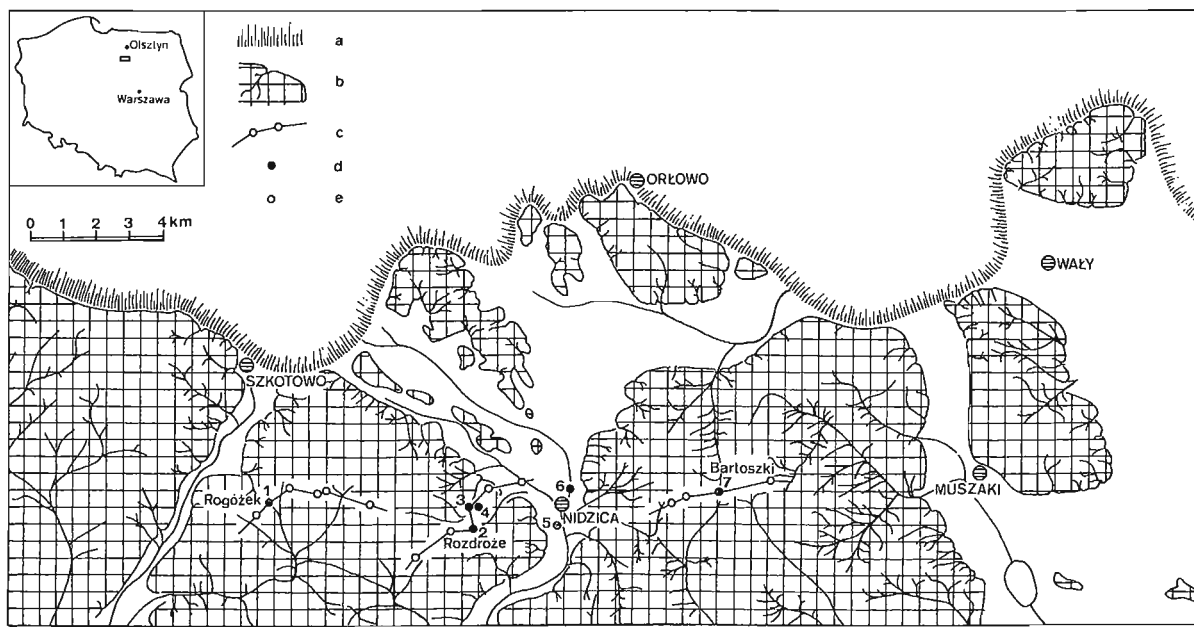 Olsztyn
Warszawa
a
b
c
d
e
0 1 2 3 4 km
ORŁOWO
WAŁY
SZKOTOWO
Rogóżek
1
3
4
2
Rozdroże
6
5
NIDZICA
Bartoszki
7
MUSZAKI